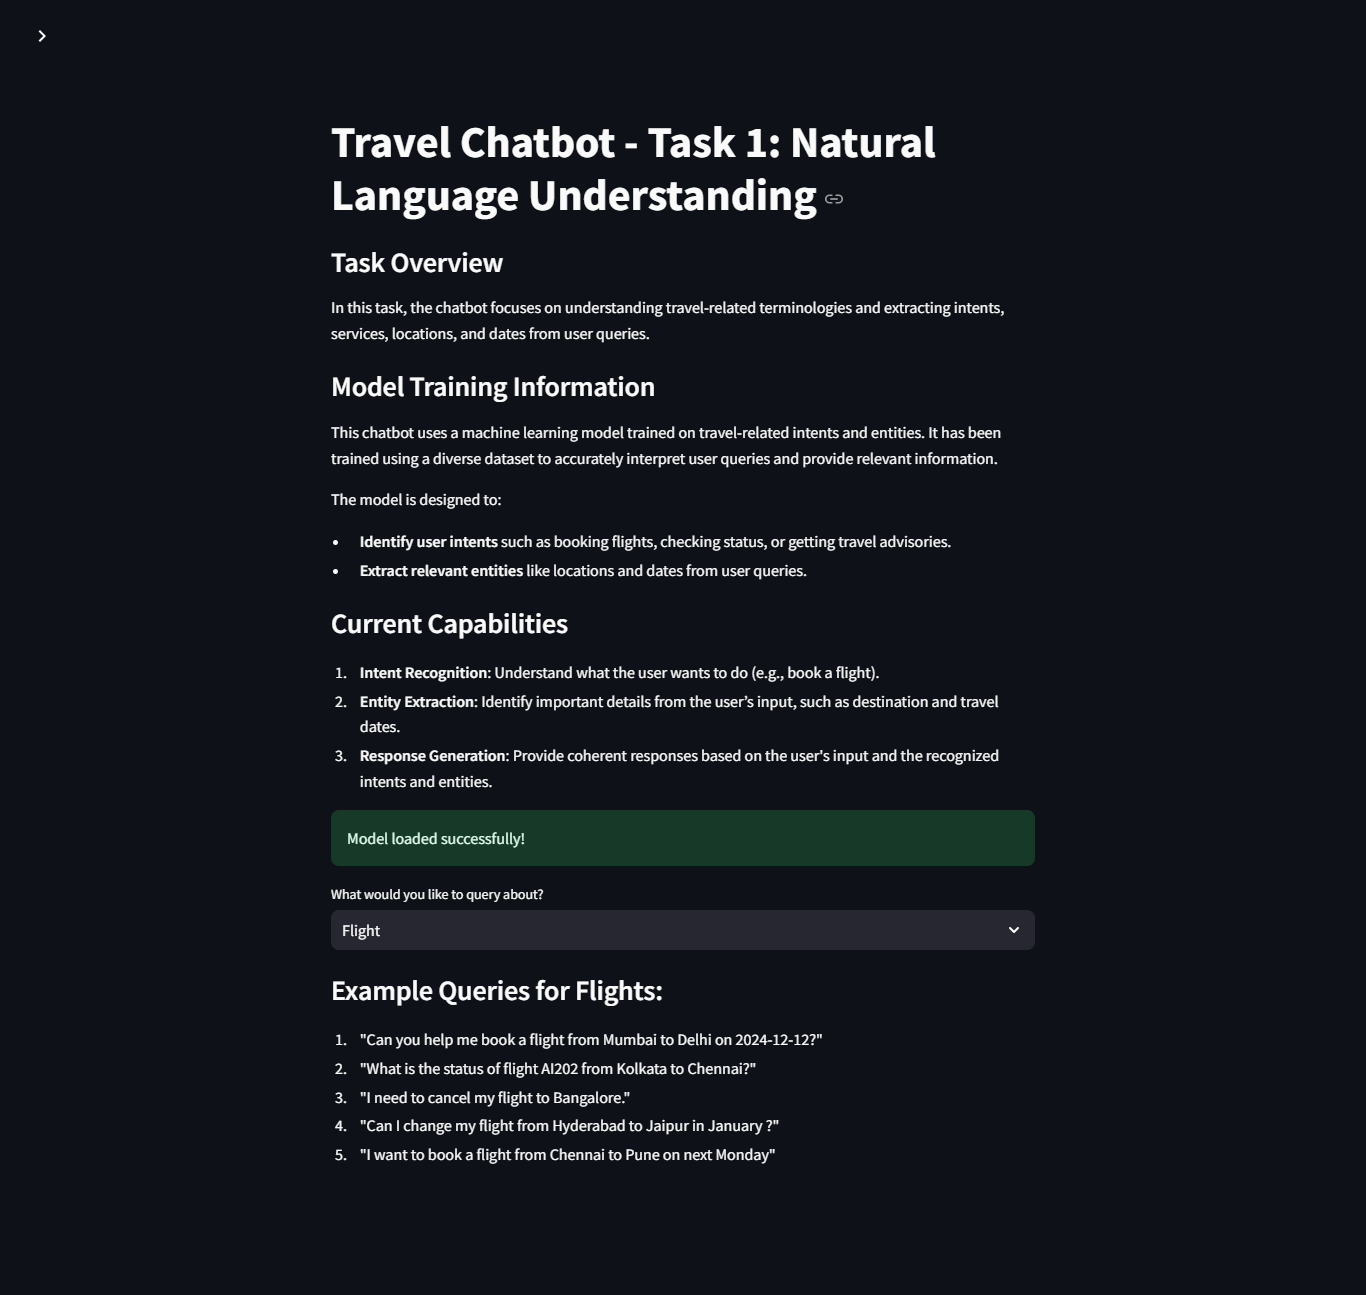 Travel Chatbot - Task 1: Natural
Language Understanding
Task Overview
In this task, the chatbot focuses on understanding travel-related terminologies and extracting intents,
services, locations, and dates from user queries.
Model Training Information
This chatbot uses a machine learning model trained on travel-related intents and entities. It has been
trained using a diverse dataset to accurately interpret user queries and provide relevant information.
The model is designed to:
• Identify user intents such as booking flights, checking status, or getting travel advisories.
• Extract relevant entities like locations and dates from user queries.
Current Capabilities
1. Intent Recognition: Understand what the user wants to do (e.g., book a flight).
2. Entity Extraction: Identify important details from the user’s input, such as destination and travel
dates.
3. Response Generation: Provide coherent responses based on the user's input and the recognized
intents and entities.
Model loaded successfully!
What would you like to query about?
Flight
Example Queries for Flights:
1. "Can you help me book a flight from Mumbai to Delhi on 2024-12-12?"
2. "What is the status of flight AI202 from Kolkata to Chennai?"
3. "I need to cancel my flight to Bangalore."
4. "Can I change my flight from Hyderabad to Jaipur in January ?"
5. "I want to book a flight from Chennai to Pune on next Monday"